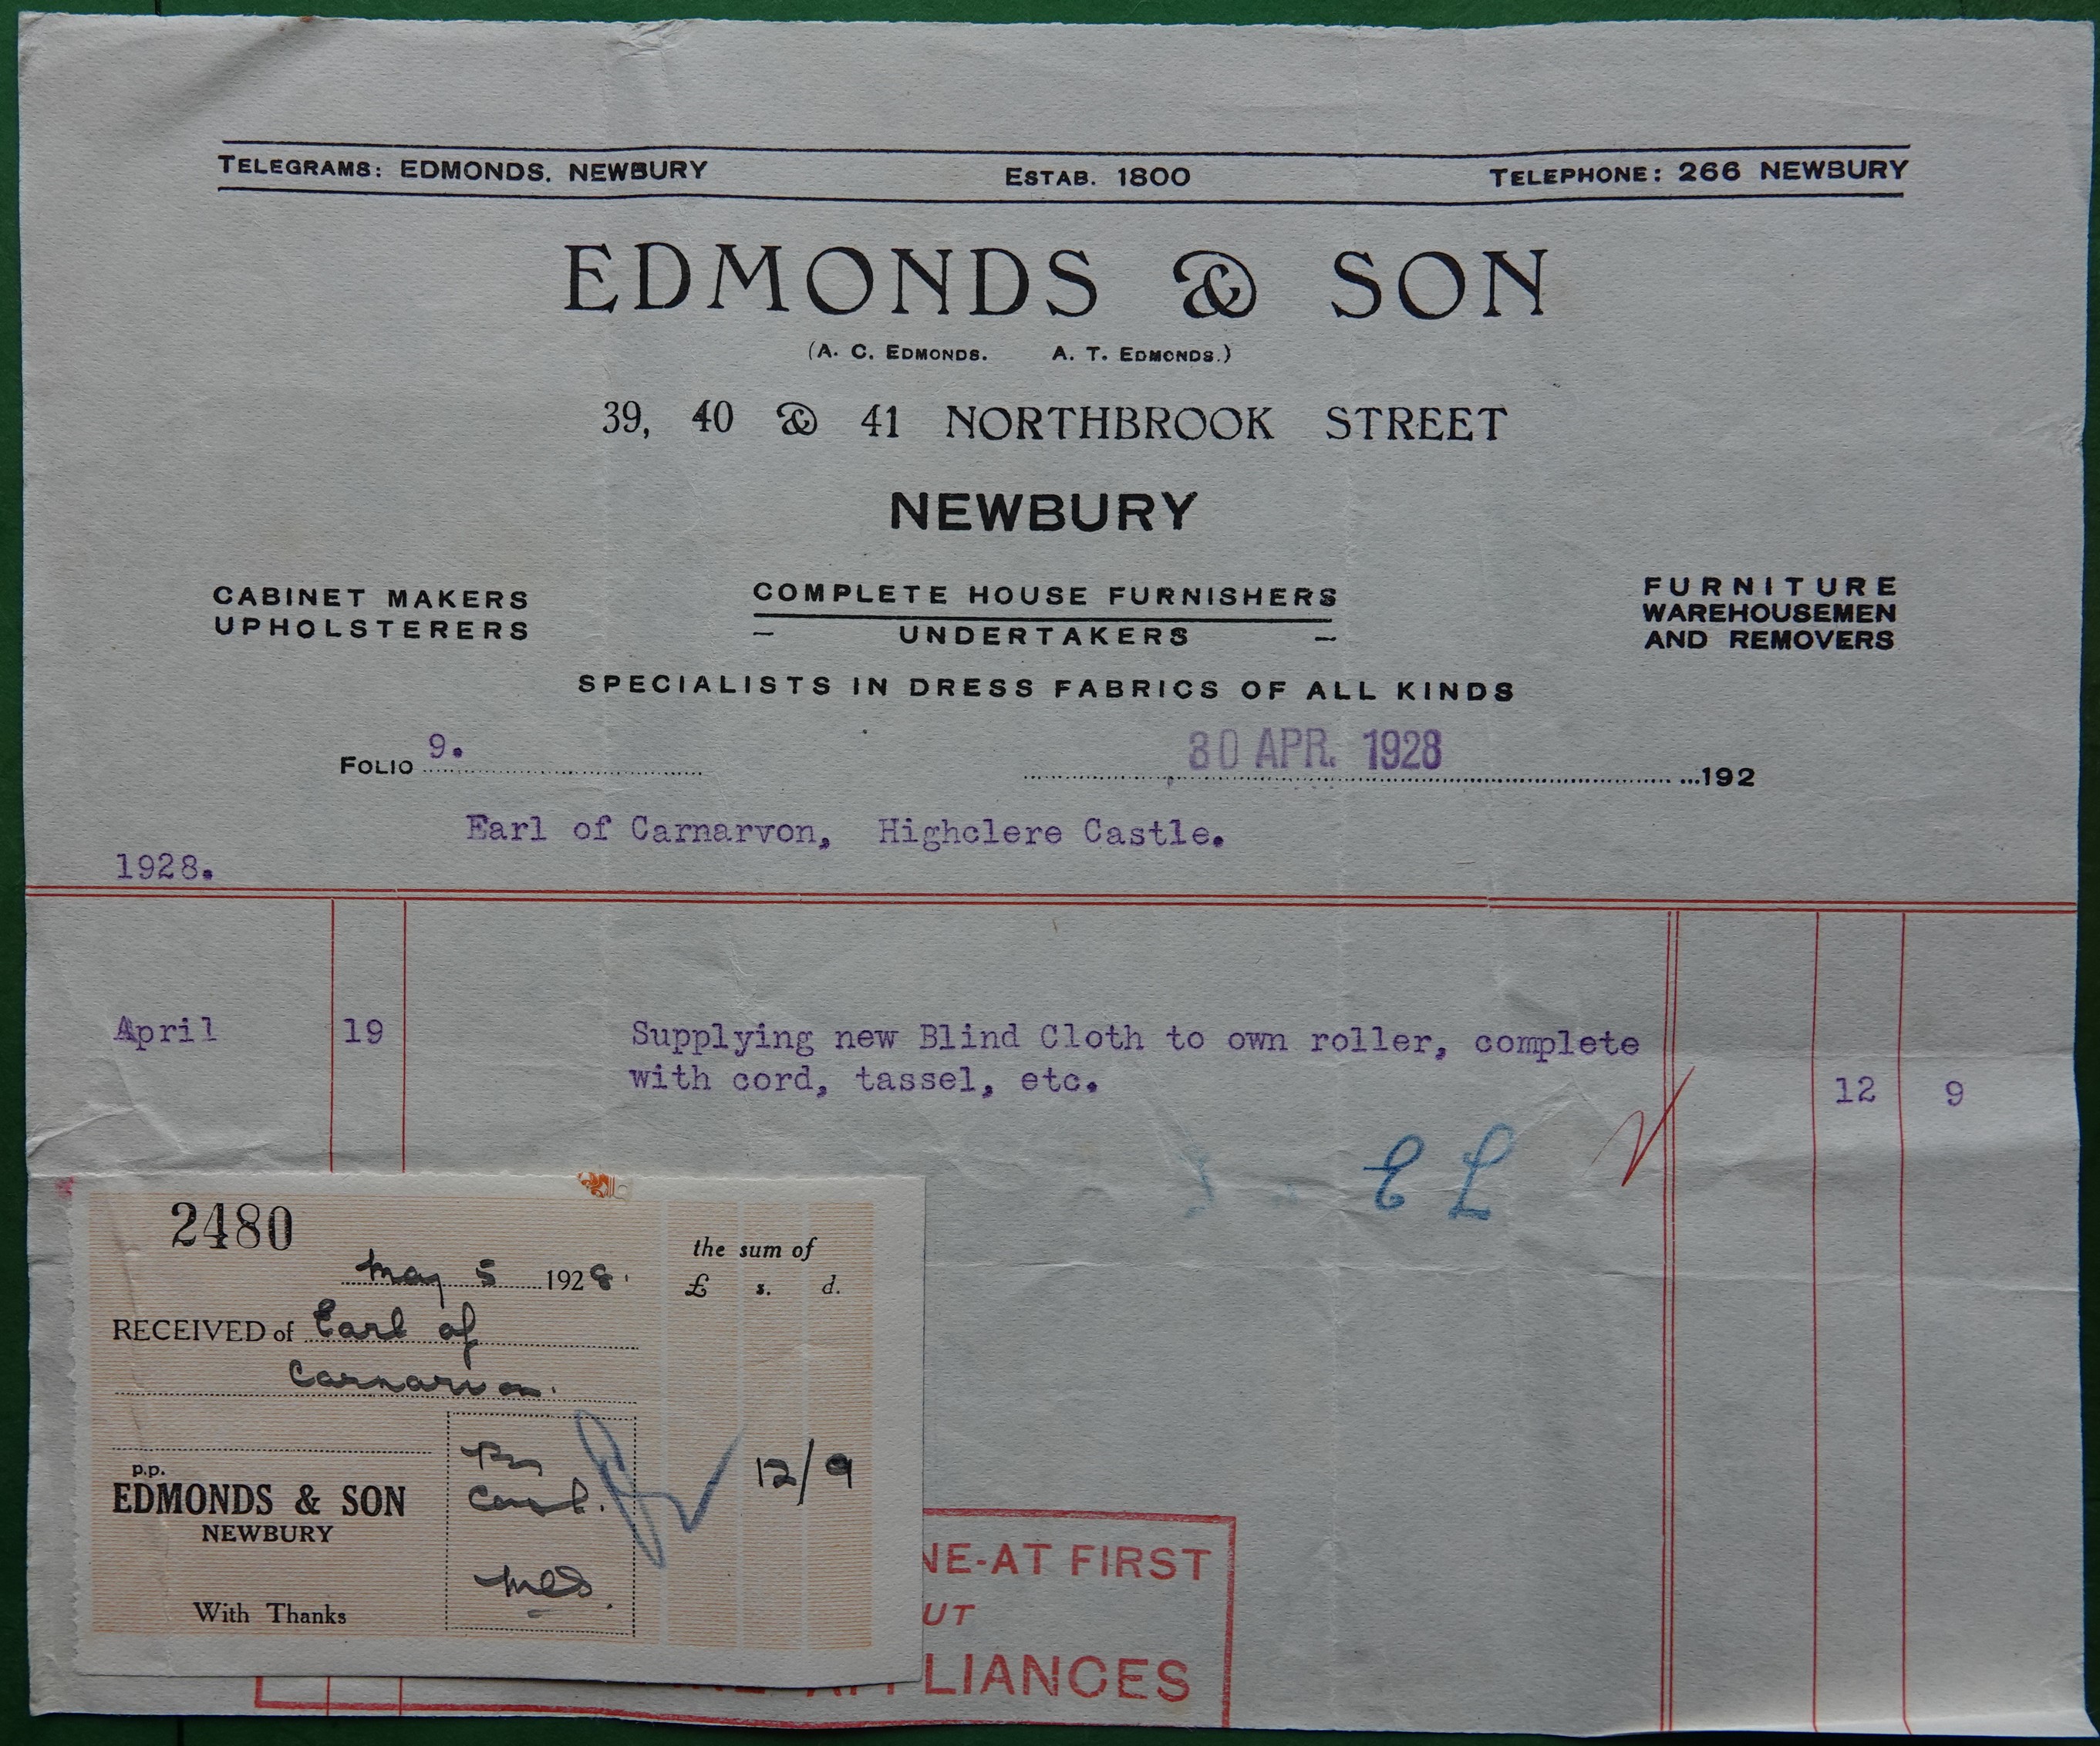 TELEGRAMS: EDMONDS. NEWBURY ESTAB. 1800 TELEPHONE: 266 NEWBURY
EDMONDS & SON
(A. C. EDMONDS. A. T. EDMONDS.)
39, 40 & 41 NORTHBROOK STREET
NEWBURY
CABINET MAKERS
UPHOLSTERERS
COMPLETE HOUSE FURNISHERS
– UNDERTAKERS –
FURNITURE
WAREHOUSEMEN
AND REMOVERS
SPECIALISTS IN DRESS FABRICS OF ALL KINDS
FOLIO 9. 30 APR. 1928 192
Earl of Carnarvon, Highclere Castle.
1928.
April 19 Supplying new Blind Cloth to own roller, complete
with cord, tassel, etc. 12 9
E L
2480
May 5 1928.
the sum of
£ s. d.
RECEIVED of Earl of
Carnarvon.
12/9
p.p.
EDMONDS & SON
NEWBURY
With Thanks
NE-AT FIRST
UT
LIANCES